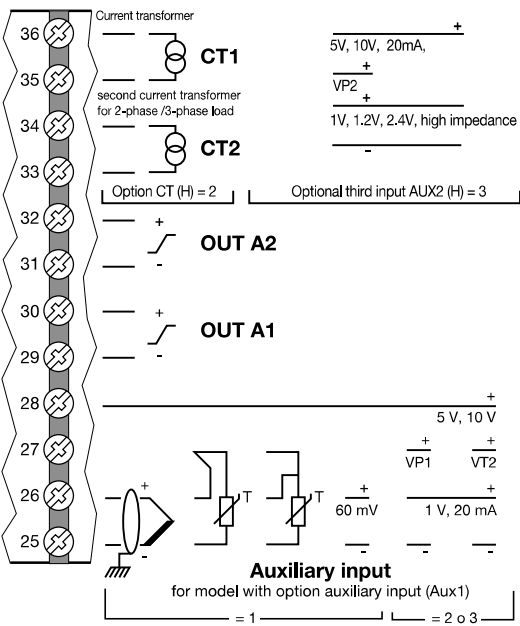 Current transformer
36
+
CT1
5V, 10V, 20mA,
35
+
VP2
second current transformer
for 2-phase /3-phase load
+
34
1V, 1.2V, 2.4V, high impedance
CT2
-
33
Option CT (H) = 2
Optional third input AUX2 (H) = 3
32
+
OUT A2
31
-
30
+
OUT A1
29
-
28
+
5 V, 10 V
27
+
+
VP1
VT2
26
+
T
T
+
+
60 mV
1 V, 20 mA
25
-
-
-
-
Auxiliary input
for model with option auxiliary input (Aux1)
= 1
= 2 o 3